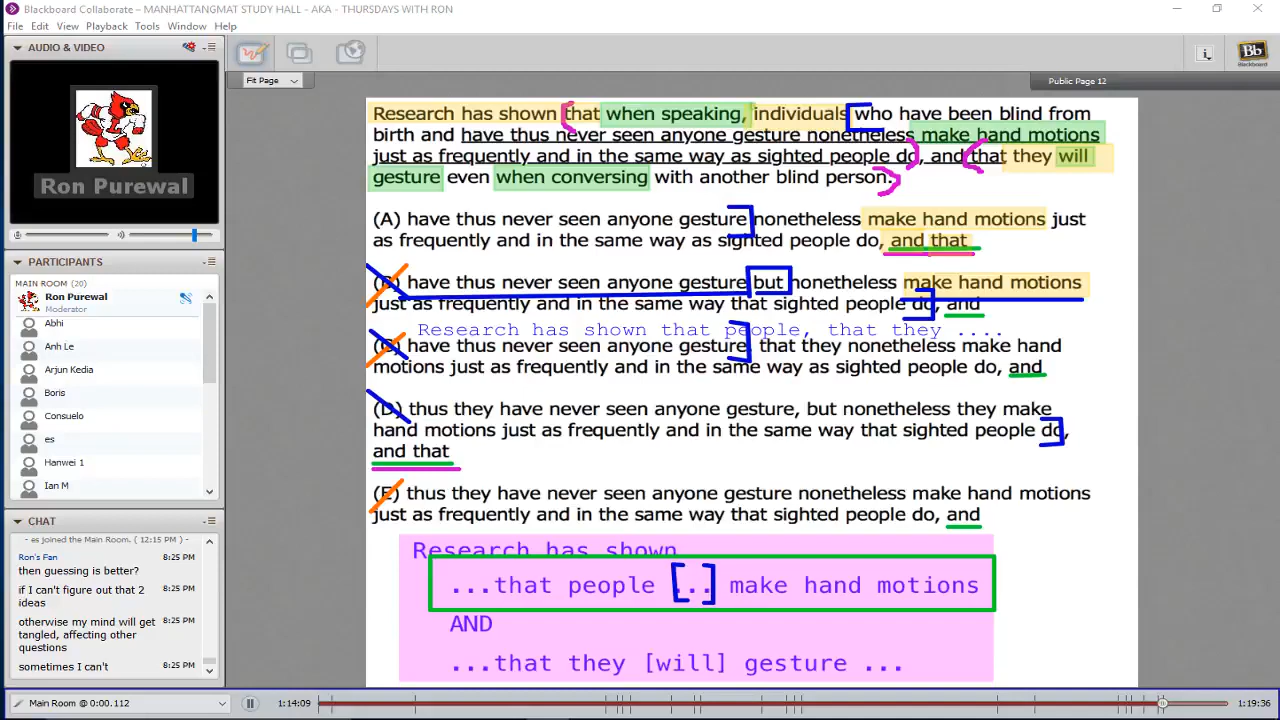 Blackboard Collaborate – MANHATTANGMAT STUDY HALL - AKA - THURSDAYS WITH RON
File Edit View Playback Tools Window Help
AUDIO & VIDEO
Ron Purewal
PARTICIPANTS
MAIN ROOM (20)
Ron Purewal
Moderator
Abhi
Anh Le
Arjun Kedia
Boris
Consuelo
es
Hanwei 1
Ian M
CHAT
- es joined the Main Room. ( 12:15 PM ) -
Ron's Fan 8:25 PM
then guessing is better?
if I can't figure out that 2 8:25 PM
ideas
otherwise my mind will get 8:25 PM
tangled, affecting other
questions
sometimes I can't 8:25 PM
Fit Page
Public Page 12
i
Bb
Blackboard
Research has shown that when speaking, individuals who have been blind from
birth and have thus never seen anyone gesture nonetheless make hand motions
just as frequently and in the same way as sighted people do, and that they will
gesture even when conversing with another blind person.
(A) have thus never seen anyone gesture nonetheless make hand motions just
as frequently and in the same way as sighted people do, and that
(B) have thus never seen anyone gesture but nonetheless make hand motions
just as frequently and in the same way that sighted people do, and
Research has shown that people, that they ....
(C) have thus never seen anyone gesture, that they nonetheless make hand
motions just as frequently and in the same way as sighted people do, and
(D) thus they have never seen anyone gesture, but nonetheless they make
hand motions just as frequently and in the same way that sighted people do,
and that
(E) thus they have never seen anyone gesture nonetheless make hand motions
just as frequently and in the same way that sighted people do, and
Research has shown
...that people [...] make hand motions
AND
...that they [will] gesture ...
Main Room @ 0:00.112
1:14:09
1:19:36